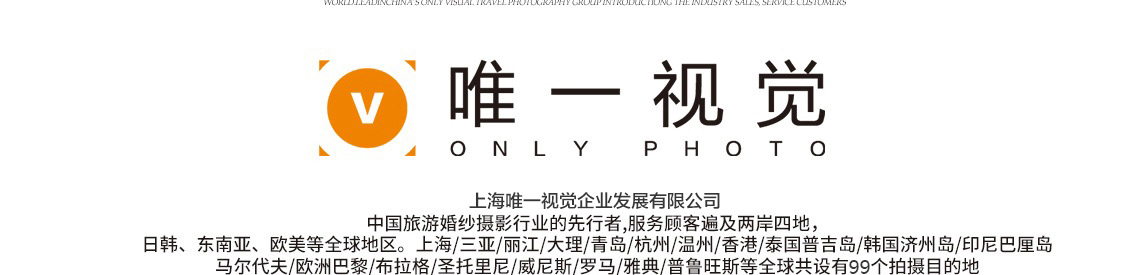 WORLD.LEADINCHINA'S ONLY VISUAL TRAVEL PHOTOGRAPHY GROUP INTRODUCTIONG THE INDUSTRY SALES, SERVICE CUSTOMERS
V
唯一视觉
ONLY PHOTO
上海唯一视觉企业发展有限公司
中国旅游婚纱摄影行业的先行者,服务顾客遍及两岸四地，
日韩、东南亚、欧美等全球地区。上海/三亚/丽江/大理/青岛/杭州/温州/香港/泰国普吉岛/韩国济州岛/印尼巴厘岛
马尔代夫/欧洲巴黎/布拉格/圣托里尼/威尼斯/罗马/雅典/普鲁旺斯等全球共设有99个拍摄目的地